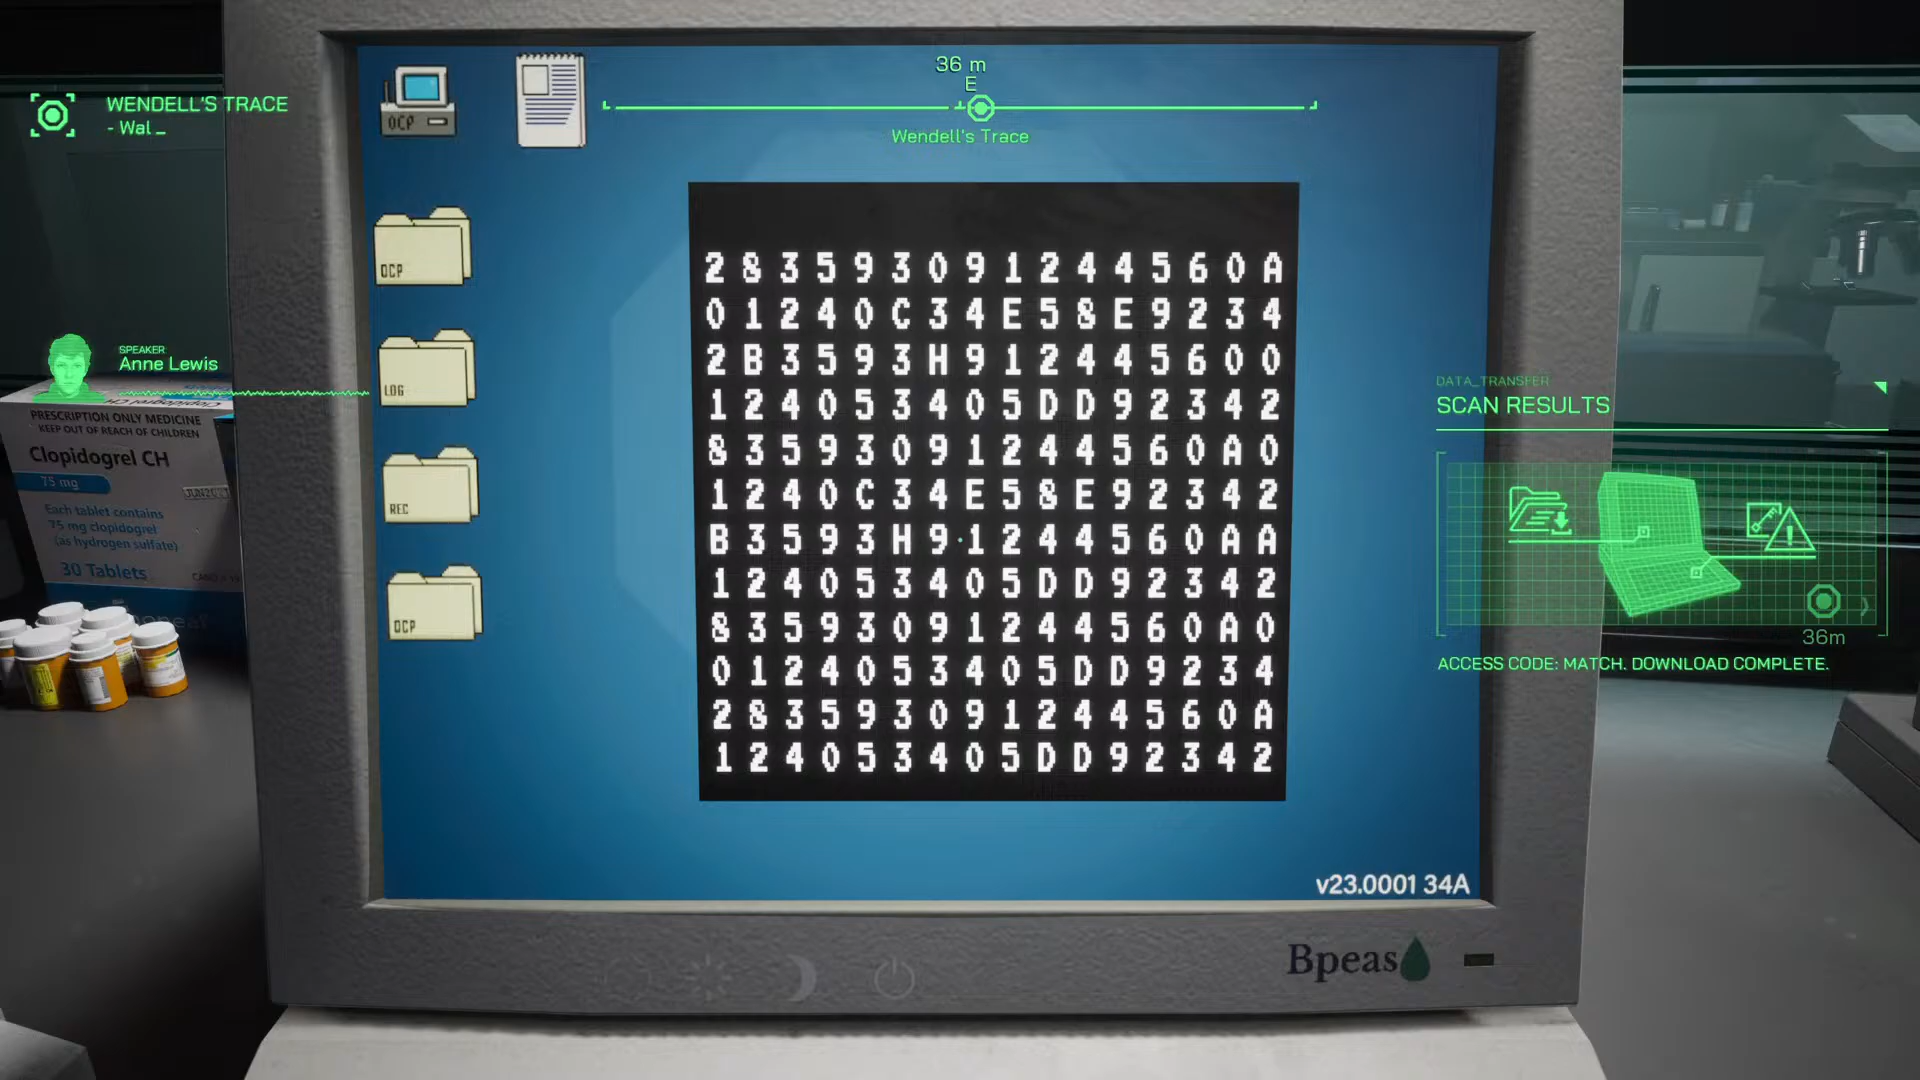 36 m
E
Wendell's Trace
WENDELL'S TRACE
- Wal _
OCP
OCP
LOG
REC
OCP
SPEAKER
Anne Lewis
PRESCRIPTION ONLY MEDICINE
KEEP OUT OF REACH OF CHILDREN
Clopidogrel CH
75 mg
Each tablet contains
75 mg clopidogrel
(as hydrogen sulfate)
30 Tablets
2 8 3 5 9 3 0 9 1 2 4 4 5 6 0 A
0 1 2 4 0 C 3 4 E 5 8 E 9 2 3 4
2 B 3 5 9 3 H 9 1 2 4 4 5 6 0 0
1 2 4 0 5 3 4 0 5 D D 9 2 3 4 2
8 3 5 9 3 0 9 1 2 4 4 5 6 0 A 0
1 2 4 0 C 3 4 E 5 8 E 9 2 3 4 2
B 3 5 9 3 H 9 1 2 4 4 5 6 0 A A
1 2 4 0 5 3 4 0 5 D D 9 2 3 4 2
8 3 5 9 3 0 9 1 2 4 4 5 6 0 A 0
0 1 2 4 0 5 3 4 0 5 D D 9 2 3 4
2 8 3 5 9 3 0 9 1 2 4 4 5 6 0 A
1 2 4 0 5 3 4 0 5 D D 9 2 3 4 2
DATA_TRANSFER
SCAN RESULTS
36m
ACCESS CODE: MATCH. DOWNLOAD COMPLETE.
v23.0001 34A
Bpeas